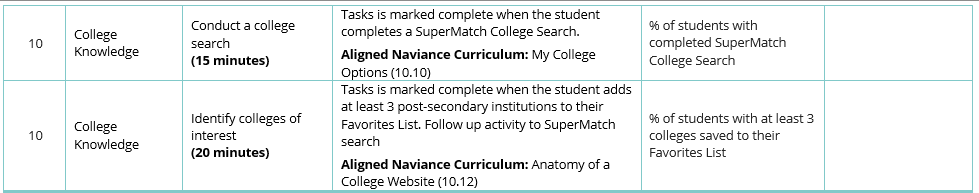 10
College
Knowledge
Conduct a college
search
(15 minutes)
Tasks is marked complete when the student
completes a SuperMatch College Search.
Aligned Naviance Curriculum: My College
Options (10.10)
% of students with
completed SuperMatch
College Search
10
College
Knowledge
Identify colleges of
interest
(20 minutes)
Tasks is marked complete when the student adds
at least 3 post-secondary institutions to their
Favorites List. Follow up activity to SuperMatch
search
Aligned Naviance Curriculum: Anatomy of a
College Website (10.12)
% of students with at least 3
colleges saved to their
Favorites List